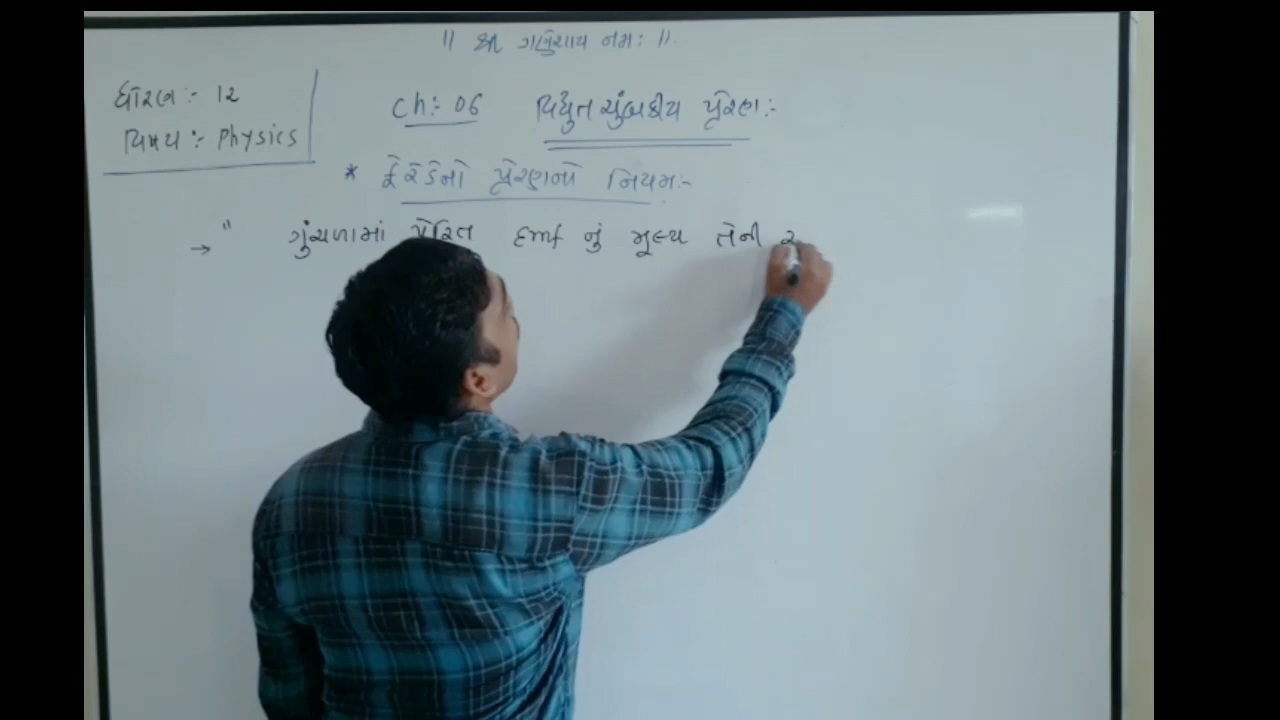 || શ્રી ગણેશાય નમઃ ||
ધોરણ :- 12
વિષય :- Physics
Ch :- 06 વિદ્યુત ચુંબકીય પ્રેરણ :-
* ફેરેડેનો પ્રેરણનો નિયમ :-
→ " ગુંચળામાં પ્રેરિત emf નું મૂલ્ય તેની